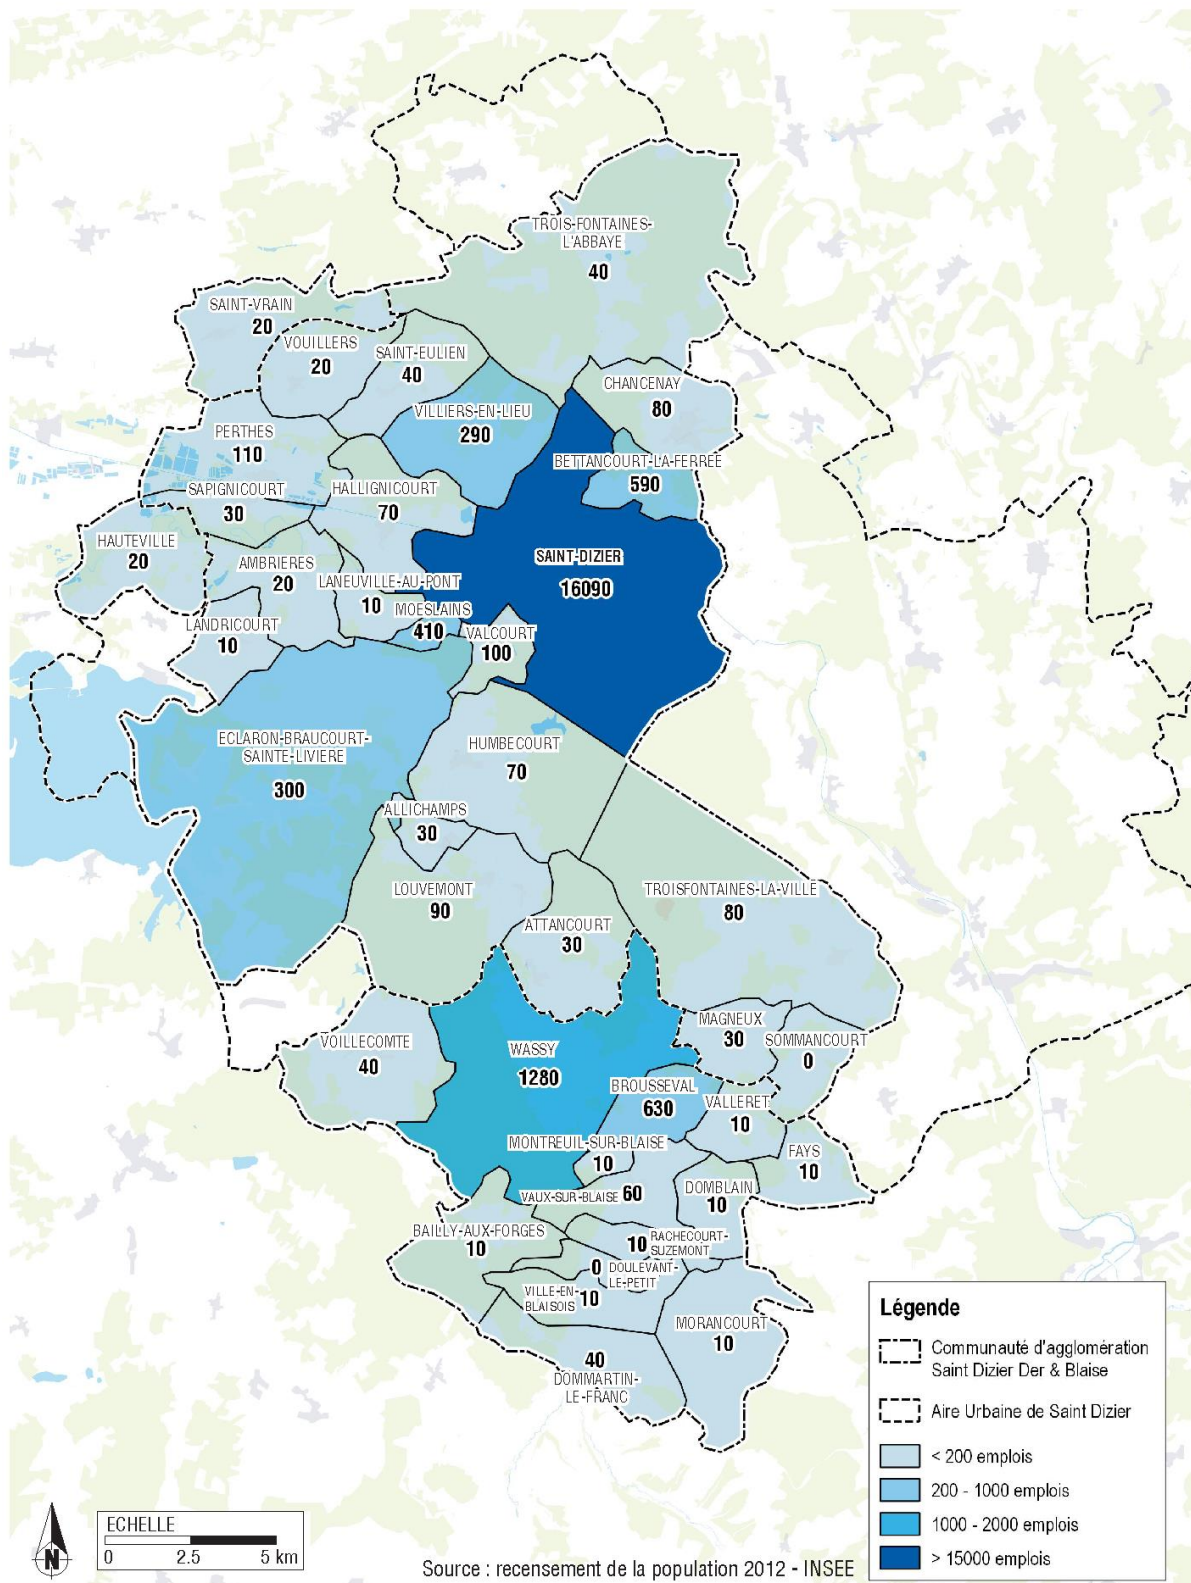 TROIS-FONTAINES-
L'ABBAYE
40
SAINT-VRAIN
20
VOUILLERS
20
SAINT-EULIEN
40
CHANCENAY
80
VILLIERS-EN-LIEU
290
PERTHES
110
BETTANCOURT-LA-FERREE
590
SAPIGNICOURT
30
HALLIGNICOURT
70
HAUTEVILLE
20
AMBRIERES
20
SAINT-DIZIER
16090
LANEUVILLE-AU-PONT
10
MOESLAINS
410
LANDRICOURT
10
VALCOURT
100
ECLARON-BRAUCOURT-
SAINTE-LIVIERE
300
HUMBECOURT
70
ALLICHAMPS
30
LOUVEMONT
90
TROISFONTAINES-LA-VILLE
80
ATTANCOURT
30
MAGNEUX
30
SOMMANCOURT
0
VOILLECOMTE
40
WASSY
1280
BROUSSEVAL
630
VALLERET
10
MONTREUIL-SUR-BLAISE
10
FAYS
10
VAUX-SUR-BLAISE 60
DOMBLAIN
10
BAILLY-AUX-FORGES
10
10 RACHECOURT-
SUZEMONT
0 DOULEVANT-
LE-PETIT
VILLE-EN-
BLAISOIS 10
MORANCOURT
10
40
DOMMARTIN-
LE-FRANC
Légende
Communauté d'agglomération
Saint Dizier Der & Blaise
Aire Urbaine de Saint Dizier
< 200 emplois
200 - 1000 emplois
1000 - 2000 emplois
> 15000 emplois
N
ECHELLE
0 2.5 5 km
Source : recensement de la population 2012 - INSEE